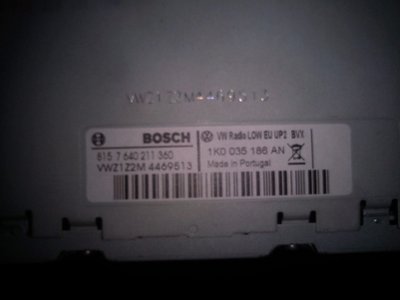 VWZ1Z2M4469513
BOSCH
815 7 640 211 360
VWZ1Z2M 4469513
VW Radio LOW EU UP2 BVX
1K0 035 186 AN
Made in Portugal